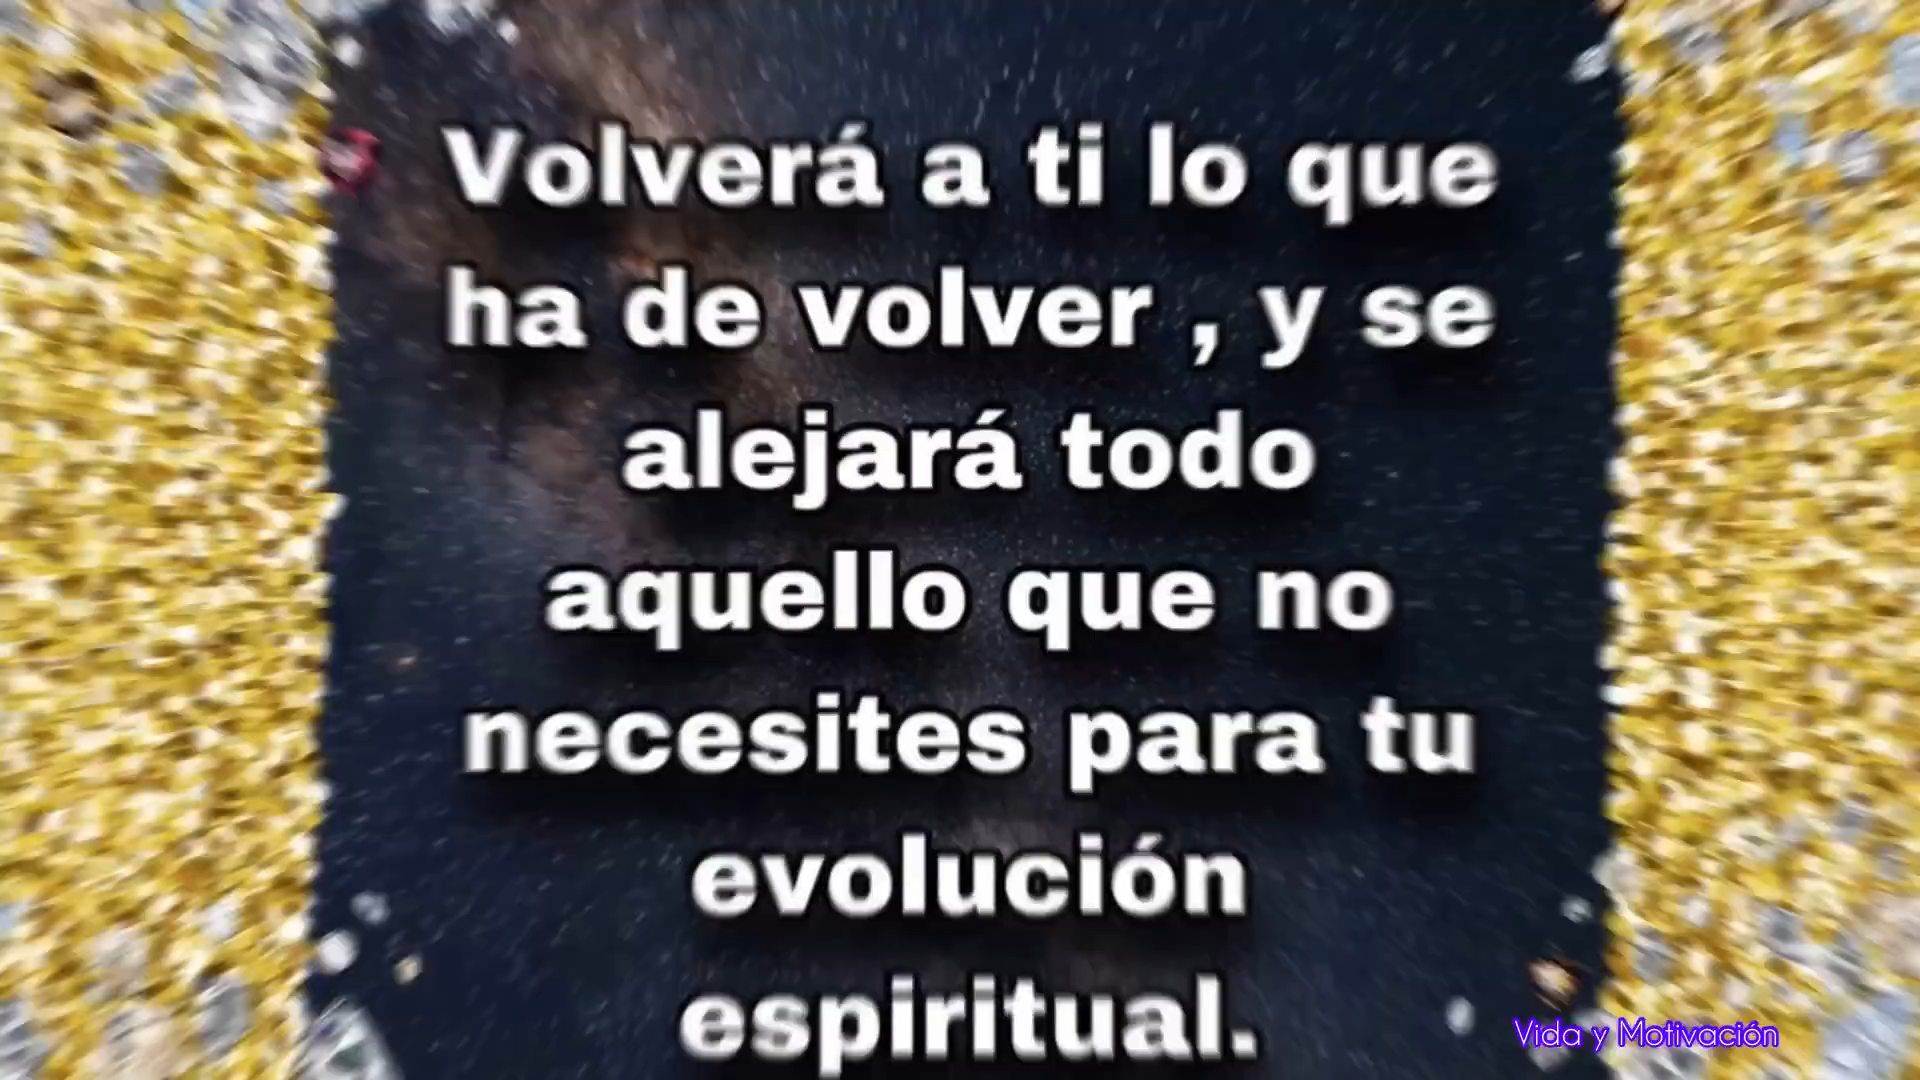 Volverá a ti lo que
ha de volver , y se
alejará todo
aquello que no
necesites para tu
evolución
espiritual.
Vida y Motivación